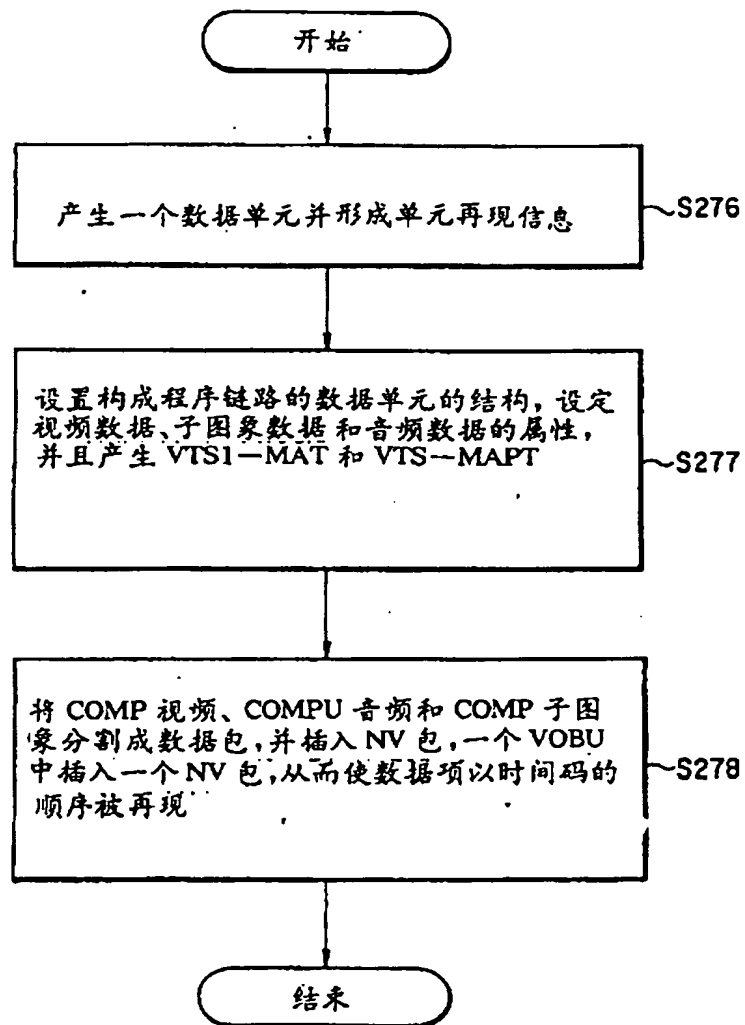 开始
产生一个数据单元并形成单元再现信息
S276
设置构成程序链路的数据单元的结构,设定
视频数据、子图象数据和音频数据的属性,
并且产生 VTS1-MAT 和 VTS-MAPT
S277
将 COMP 视频、COMPU 音频和 COMP 子图
象分割成数据包,并插入 NV 包,一个 VOBU
中插入一个 NV 包,从而使数据项以时间码的
顺序被再现
S278
结束